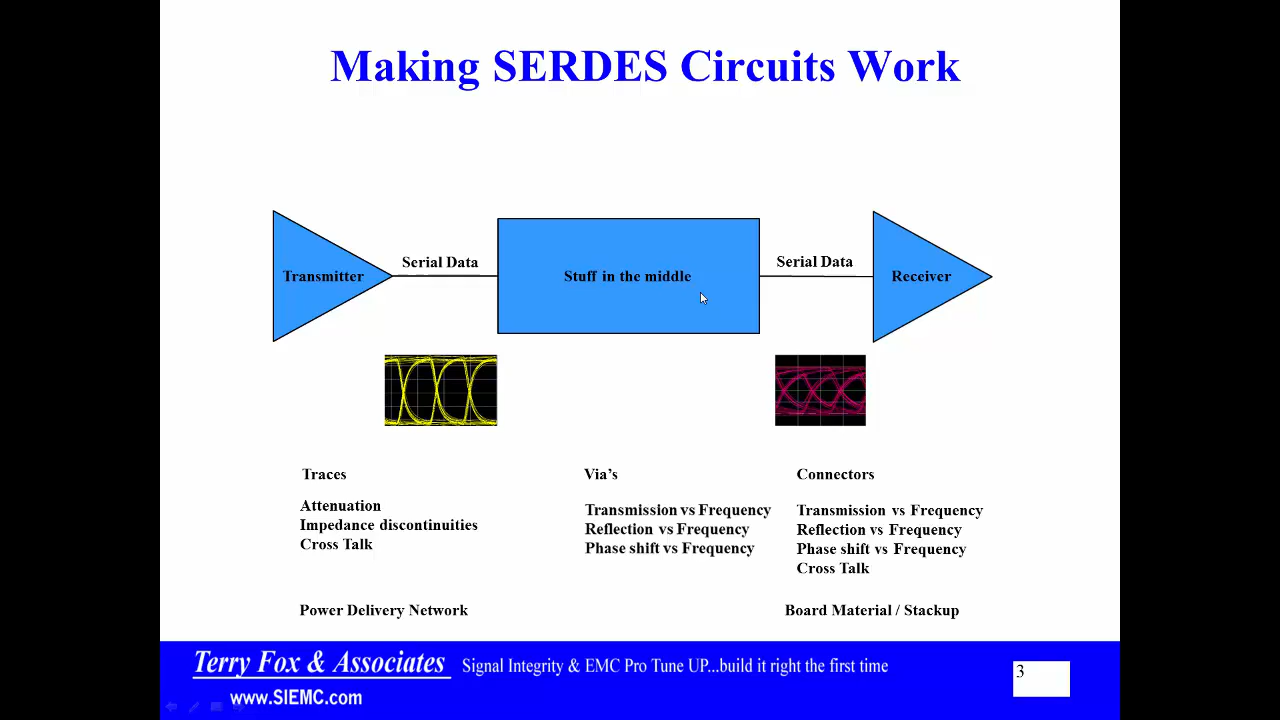 Making SERDES Circuits Work
Transmitter
Serial Data
Stuff in the middle
Serial Data
Receiver
Traces
Attenuation
Impedance discontinuities
Cross Talk
Via's
Transmission vs Frequency
Reflection vs Frequency
Phase shift vs Frequency
Connectors
Transmission vs Frequency
Reflection vs Frequency
Phase shift vs Frequency
Cross Talk
Power Delivery Network
Board Material / Stackup
Terry Fox & Associates
Signal Integrity & EMC Pro Tune UP...build it right the first time
www.SIEMC.com
3